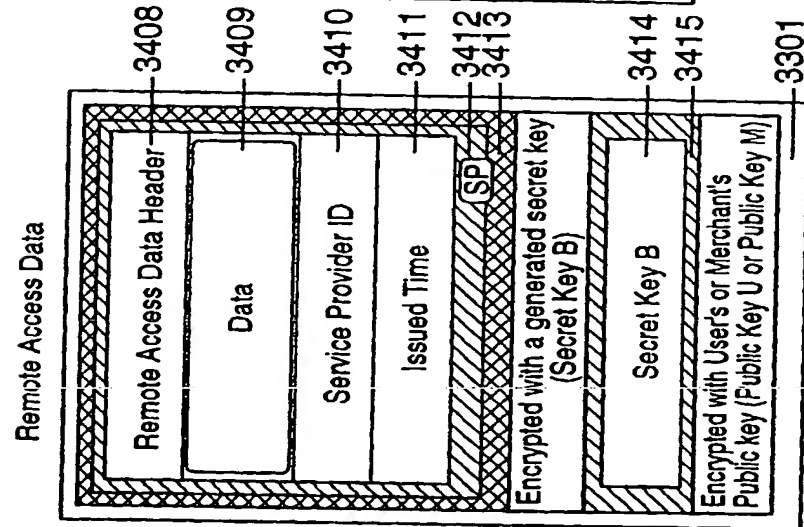 Remote Access Data
Remote Access Data Header
3408
Data
3409
Service Provider ID
3410
Issued Time
3411
SP
3412
3413
Encrypted with a generated secret key
(Secret Key B)
Secret Key B
3414
3415
Encrypted with User's or Merchant's
Public key (Public Key U or Public Key M)
3301